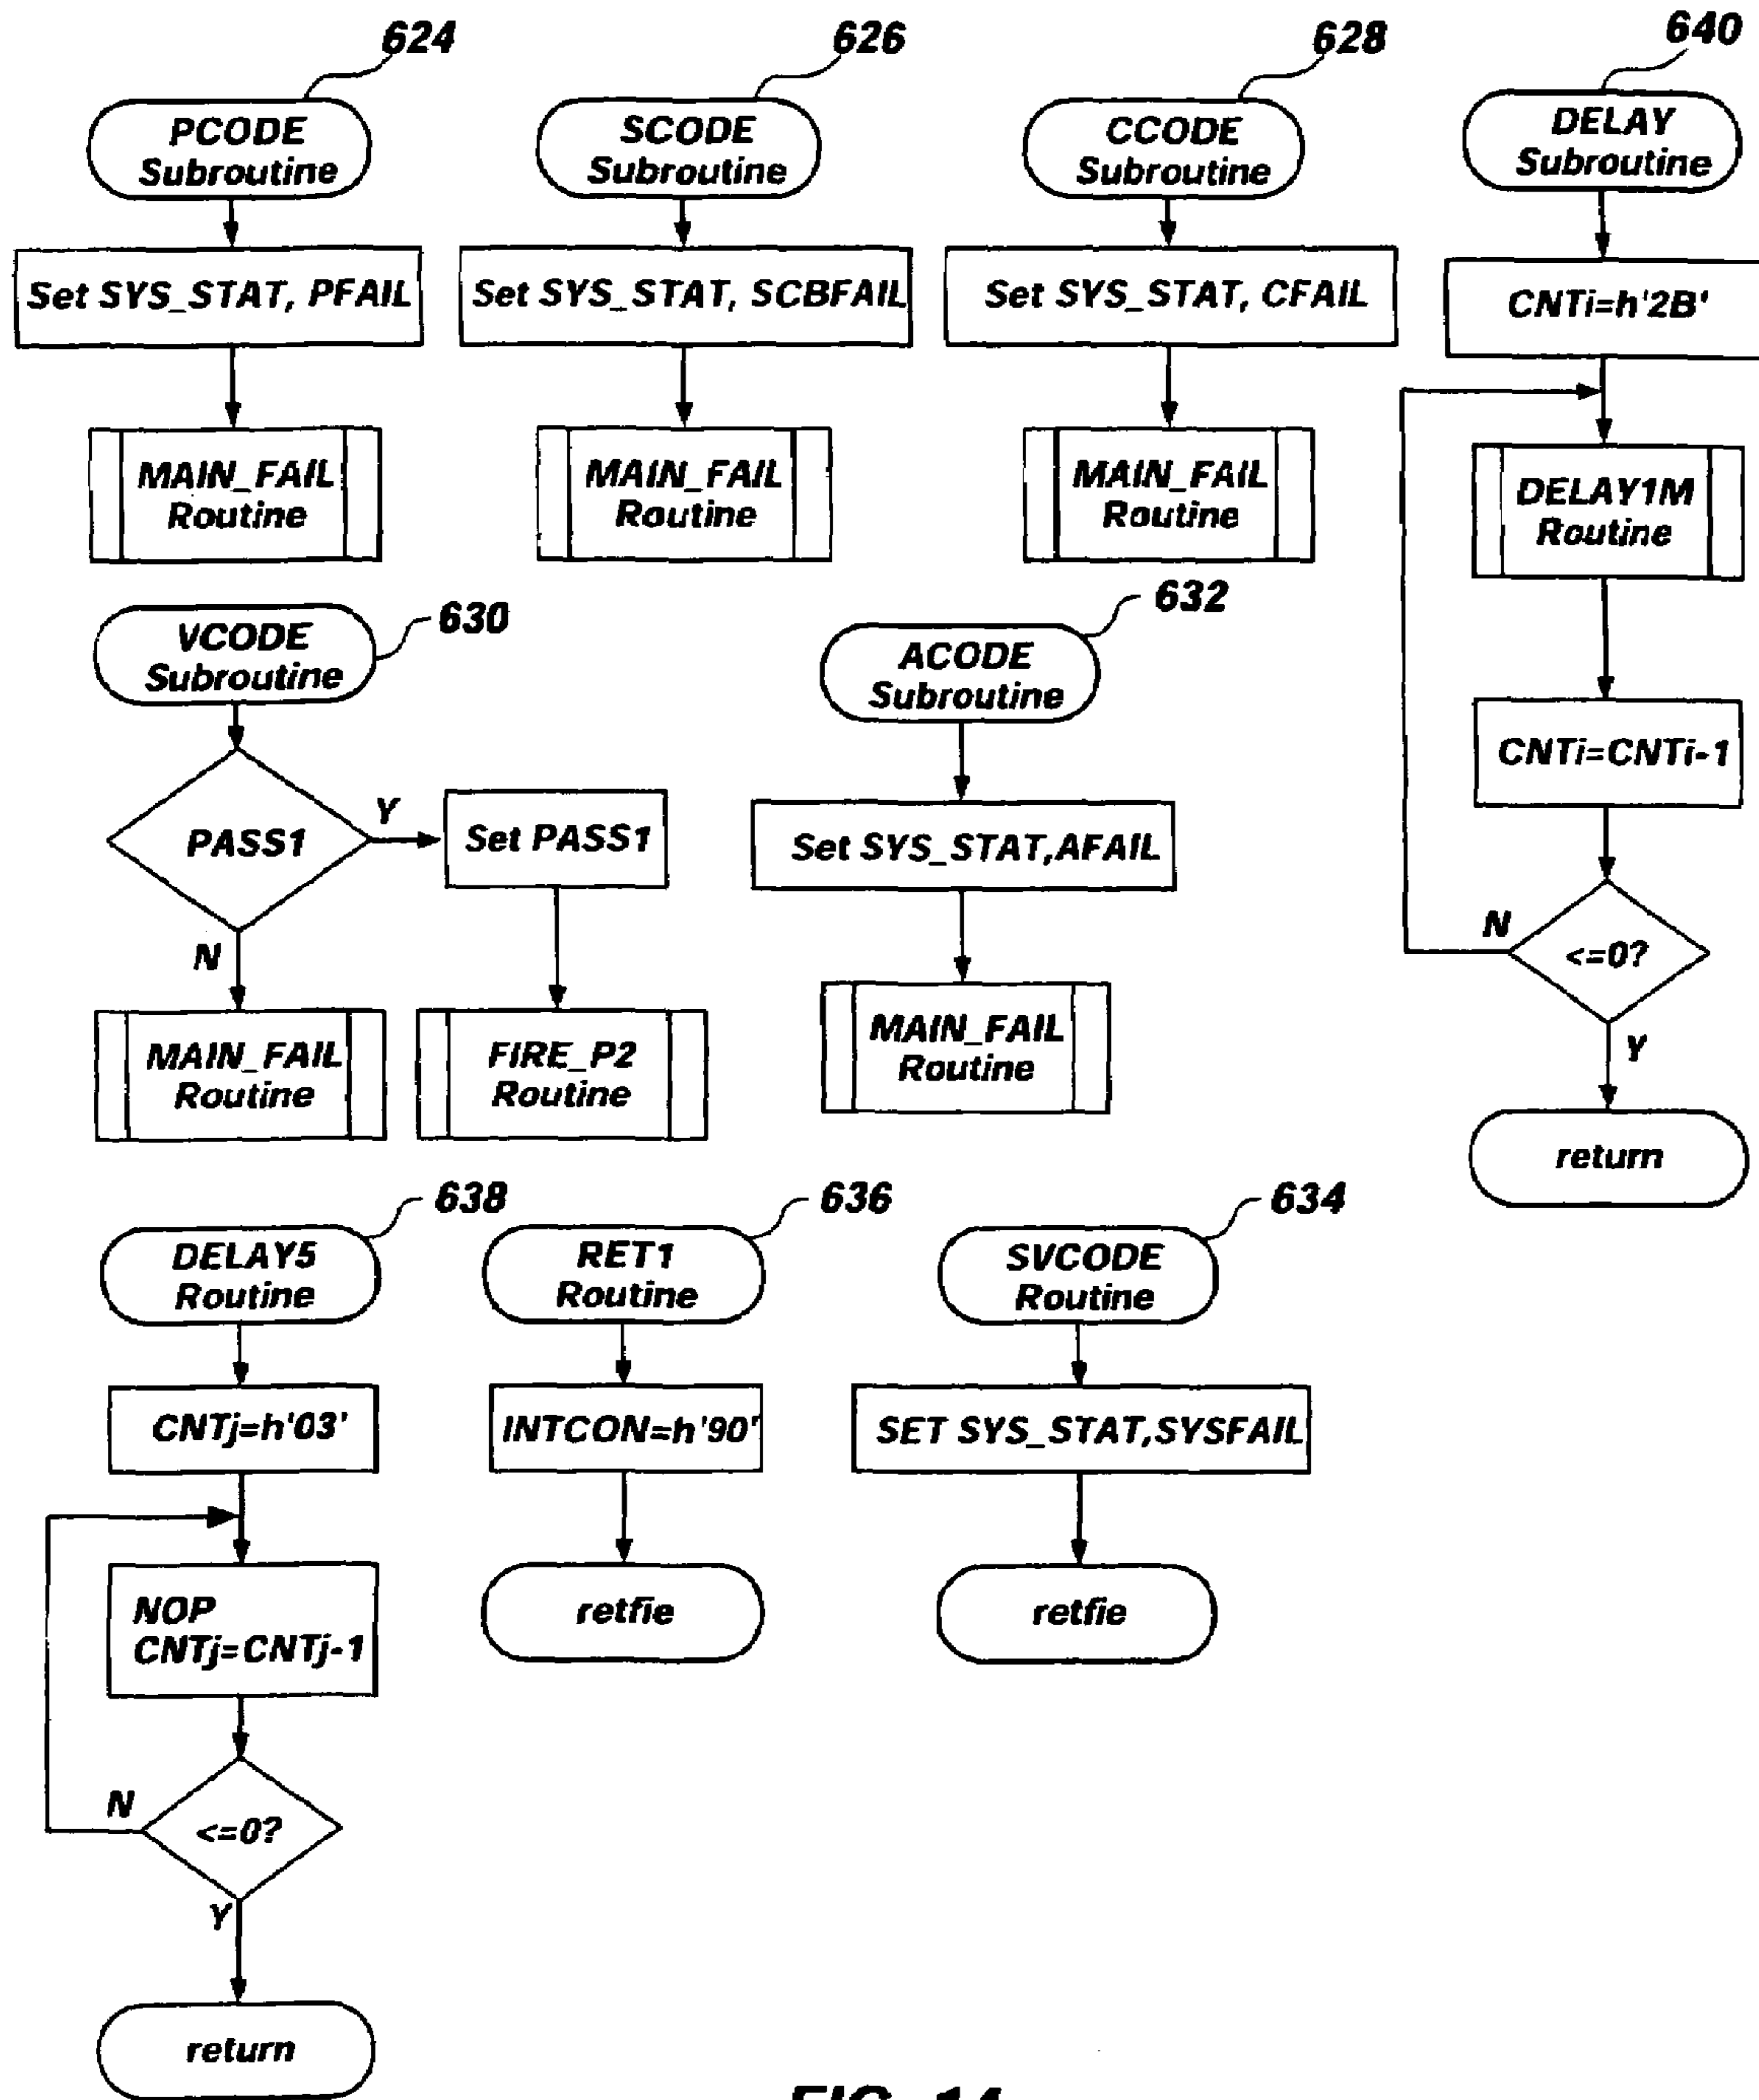 624
PCODE
Subroutine
Set SYS_STAT, PFAIL
MAIN_FAIL
Routine
626
SCODE
Subroutine
Set SYS_STAT, SCBFAIL
MAIN_FAIL
Routine
628
CCODE
Subroutine
Set SYS_STAT, CFAIL
MAIN_FAIL
Routine
640
DELAY
Subroutine
CNTi=h'2B'
DELAY1M
Routine
CNTi=CNTi-1
<=0?
N
Y
return
630
VCODE
Subroutine
PASS1
Y
Set PASS1
N
MAIN_FAIL
Routine
FIRE_P2
Routine
632
ACODE
Subroutine
Set SYS_STAT,AFAIL
MAIN_FAIL
Routine
638
DELAY5
Routine
CNTj=h'03'
NOP
CNTj=CNTj-1
<=0?
N
Y
return
636
RET1
Routine
INTCON=h'90'
retfie
634
SVCODE
Routine
SET SYS_STAT,SYSFAIL
retfie
FIG. 14